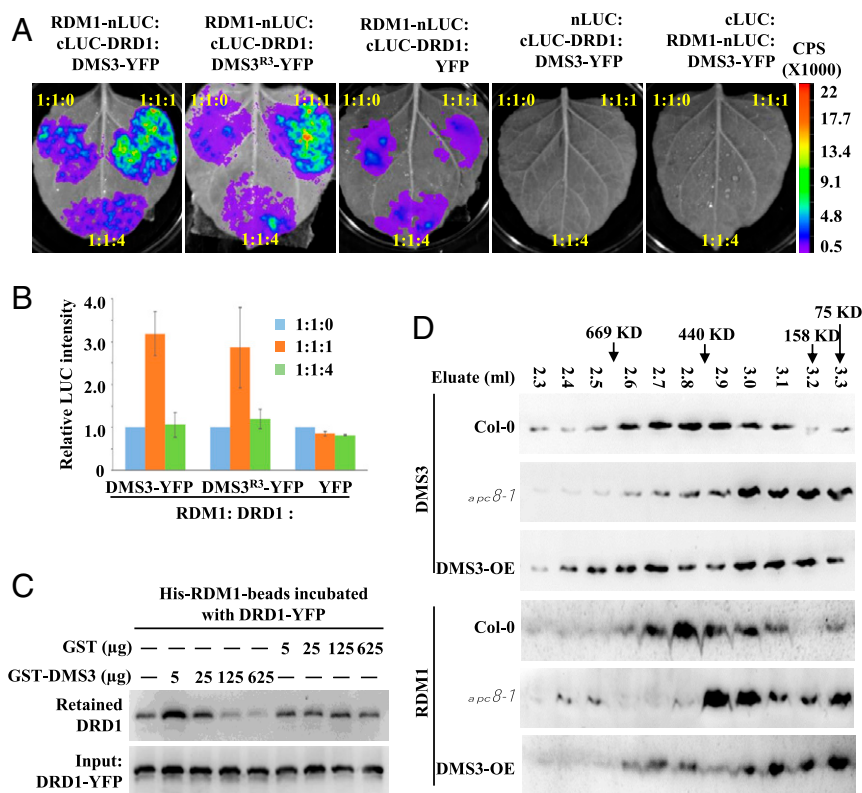 A
RDM1-nLUC:
cLUC-DRD1:
DMS3-YFP
RDM1-nLUC:
cLUC-DRD1:
DMS3R3-YFP
RDM1-nLUC:
cLUC-DRD1:
YFP
nLUC:
cLUC-DRD1:
DMS3-YFP
cLUC:
RDM1-nLUC:
DMS3-YFP
CPS
(X1000)
1:1:0 1:1:1
1:1:4
1:1:0 1:1:1
1:1:4
1:1:0 1:1:1
1:1:4
1:1:0 1:1:1
1:1:4
1:1:0 1:1:1
1:1:4
22
17.7
13.4
9.1
4.8
0.5
B
Relative LUC intensity
4.0
3.0
2.0
1.0
0
1:1:0
1:1:1
1:1:4
DMS3-YFP DMS3R3-YFP YFP
RDM1: DRD1 :
C
His-RDM1-beads incubated
with DRD1-YFP
GST (µg) — — — — — 5 25 125 625
GST-DMS3 (µg) — 5 25 125 625 — — — —
Retained
DRD1
Input:
DRD1-YFP
D
669 KD 440 KD 158 KD 75 KD
Eluate (ml) 2.3 2.4 2.5 2.6 2.7 2.8 2.9 3.0 3.1 3.2 3.3
DMS3
Col-0
apc8-1
DMS3-OE
RDM1
Col-0
apc8-1
DMS3-OE